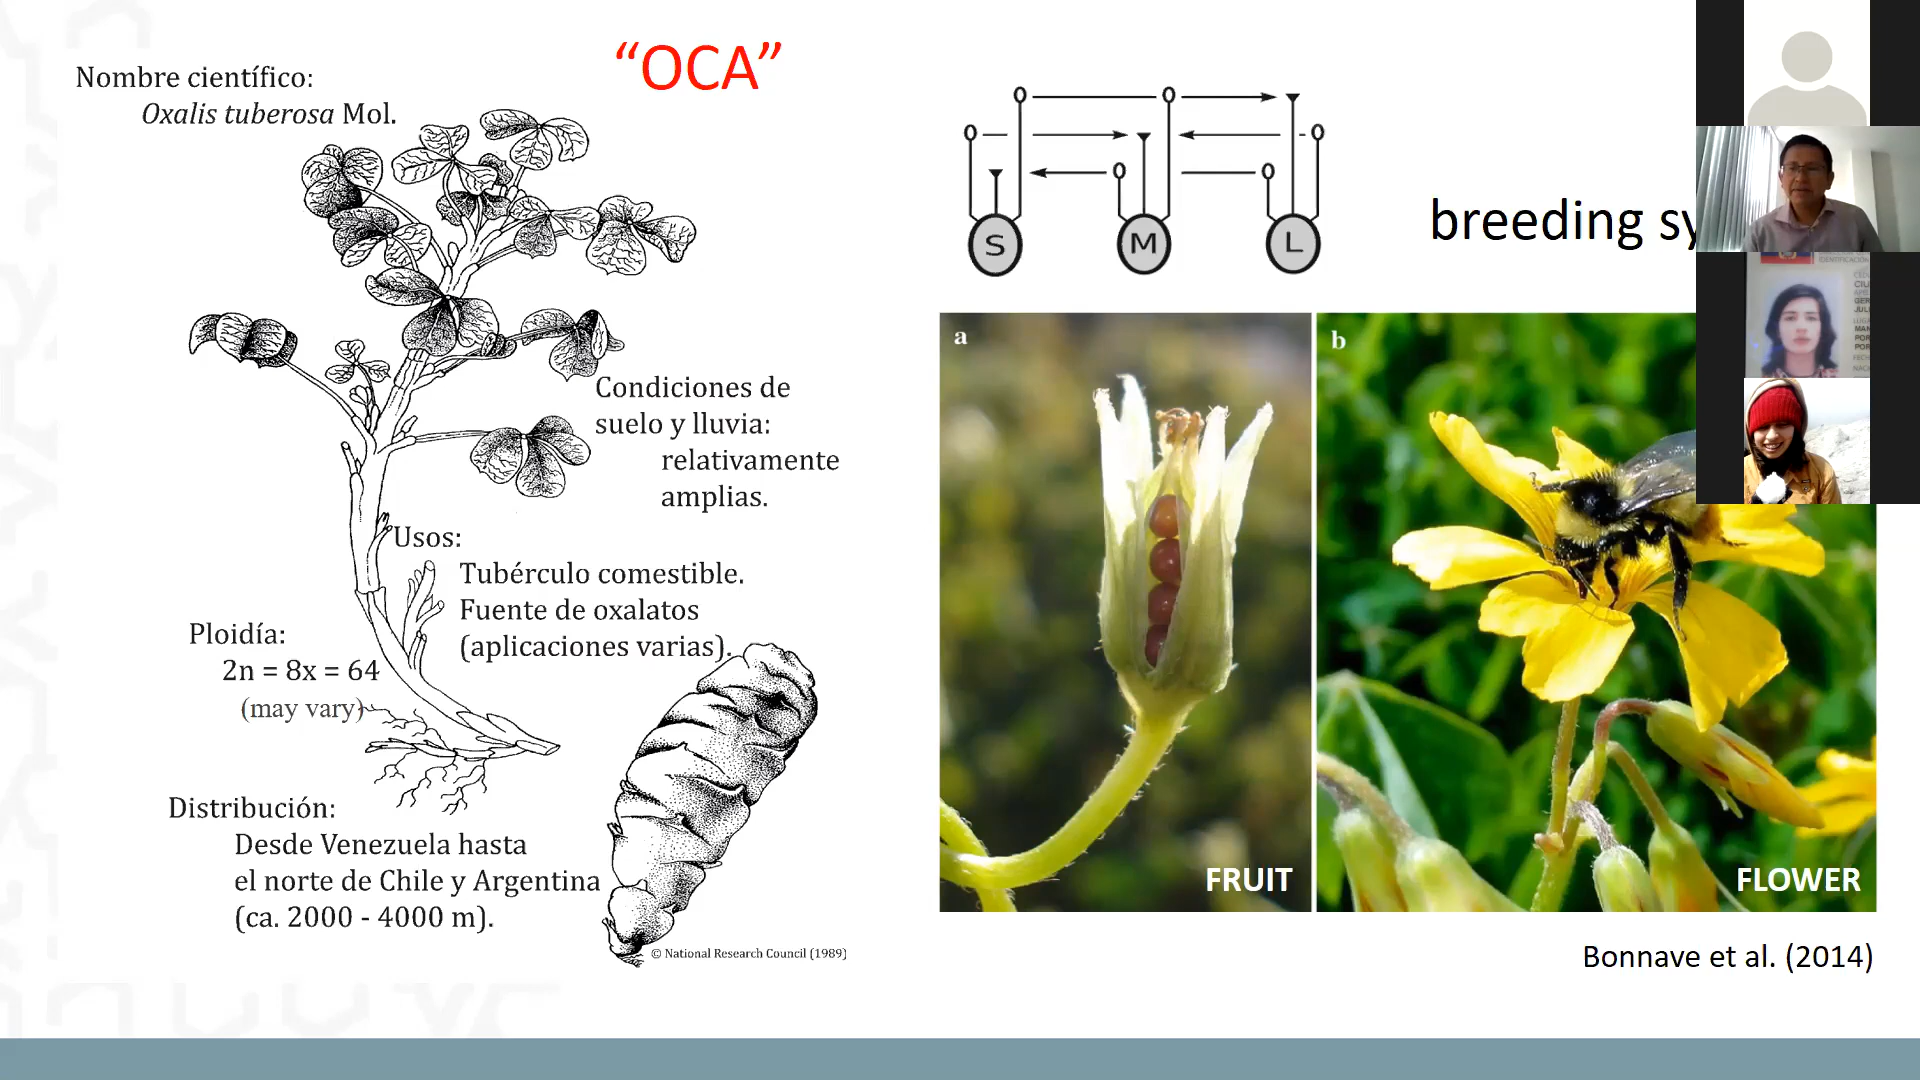 “OCA”
Nombre científico:
Oxalis tuberosa Mol.
Condiciones de
suelo y lluvia:
relativamente
amplias.
Usos:
Tubérculo comestible.
Fuente de oxalatos
(aplicaciones varias).
Ploidía:
2n = 8x = 64
(may vary)
Distribución:
Desde Venezuela hasta
el norte de Chile y Argentina
(ca. 2000 - 4000 m).
© National Research Council (1989)
S M L
breeding
a
FRUIT
b
FLOWER
Bonnave et al. (2014)